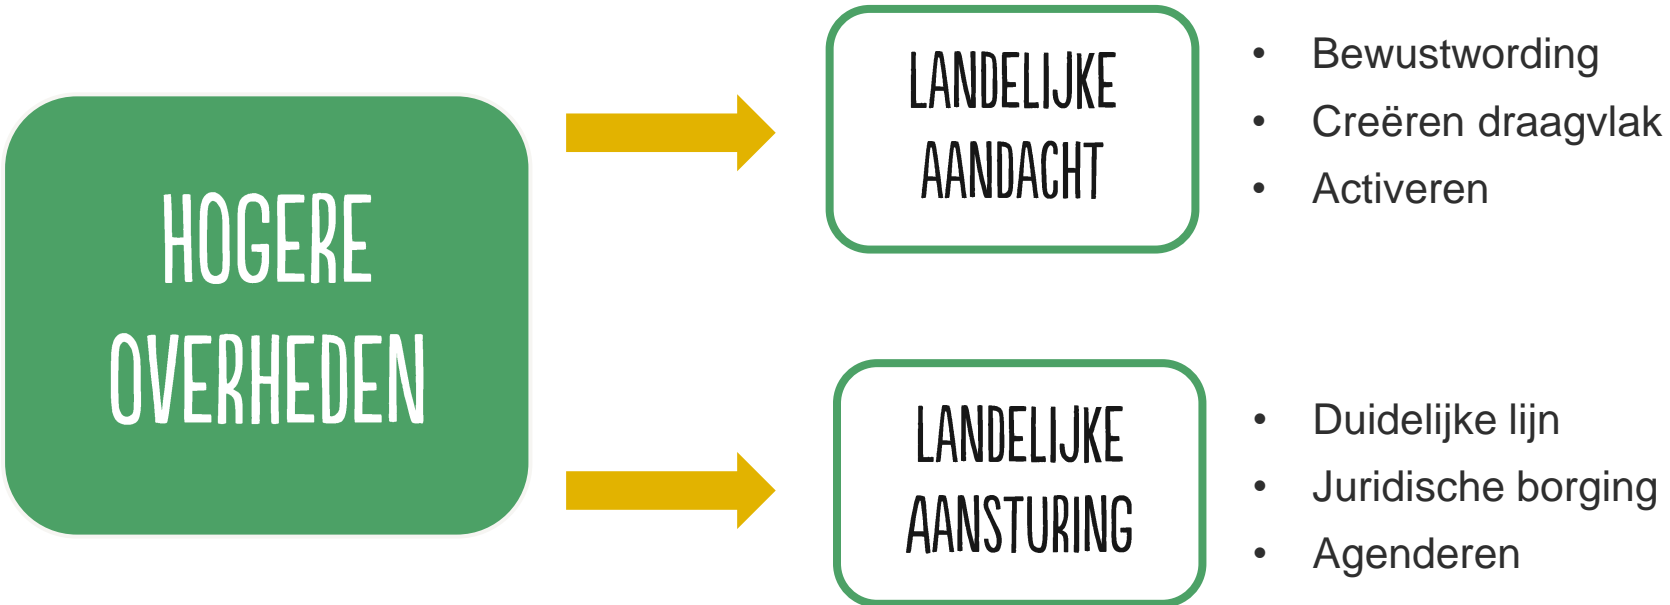 HOGERE
OVERHEDEN
LANDELIJKE
AANDACHT
• Bewustwording
• Creëren draagvlak
• Activeren
LANDELIJKE
AANSTURING
• Duidelijke lijn
• Juridische borging
• Agenderen